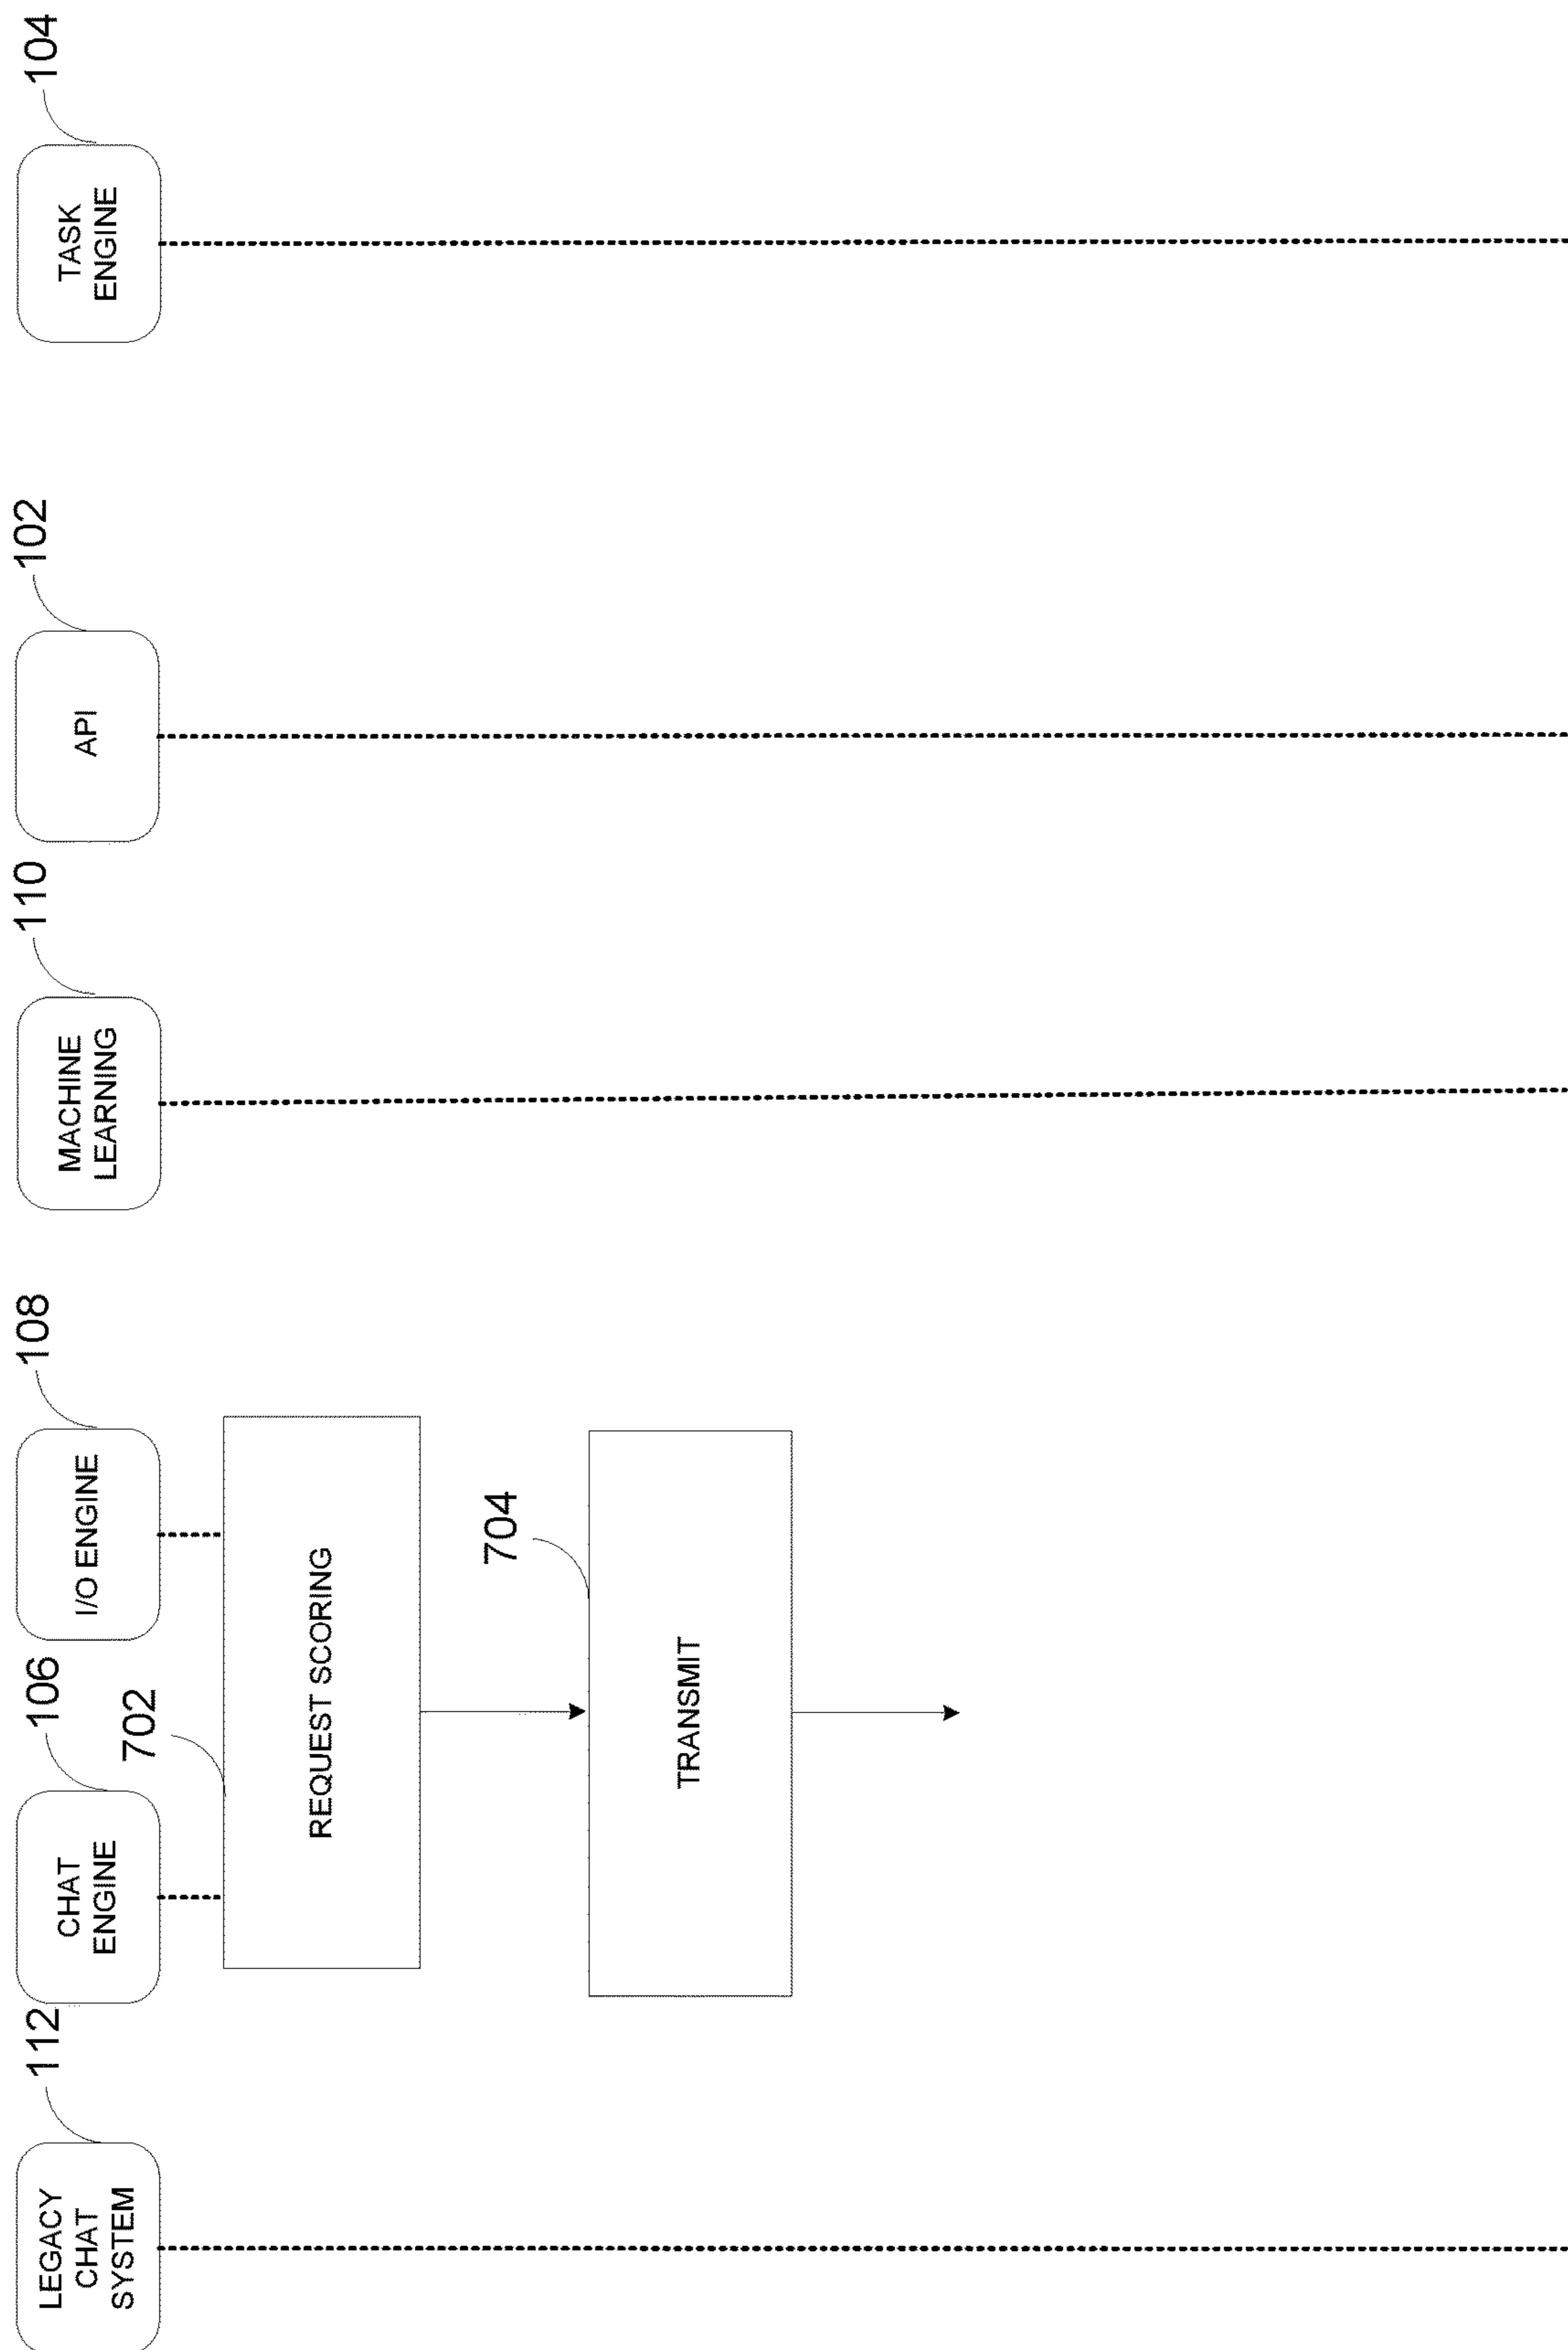 112
LEGACY
CHAT
SYSTEM
106
CHAT
ENGINE
108
I/O ENGINE
110
MACHINE
LEARNING
102
API
104
TASK
ENGINE
702
REQUEST SCORING
704
TRANSMIT